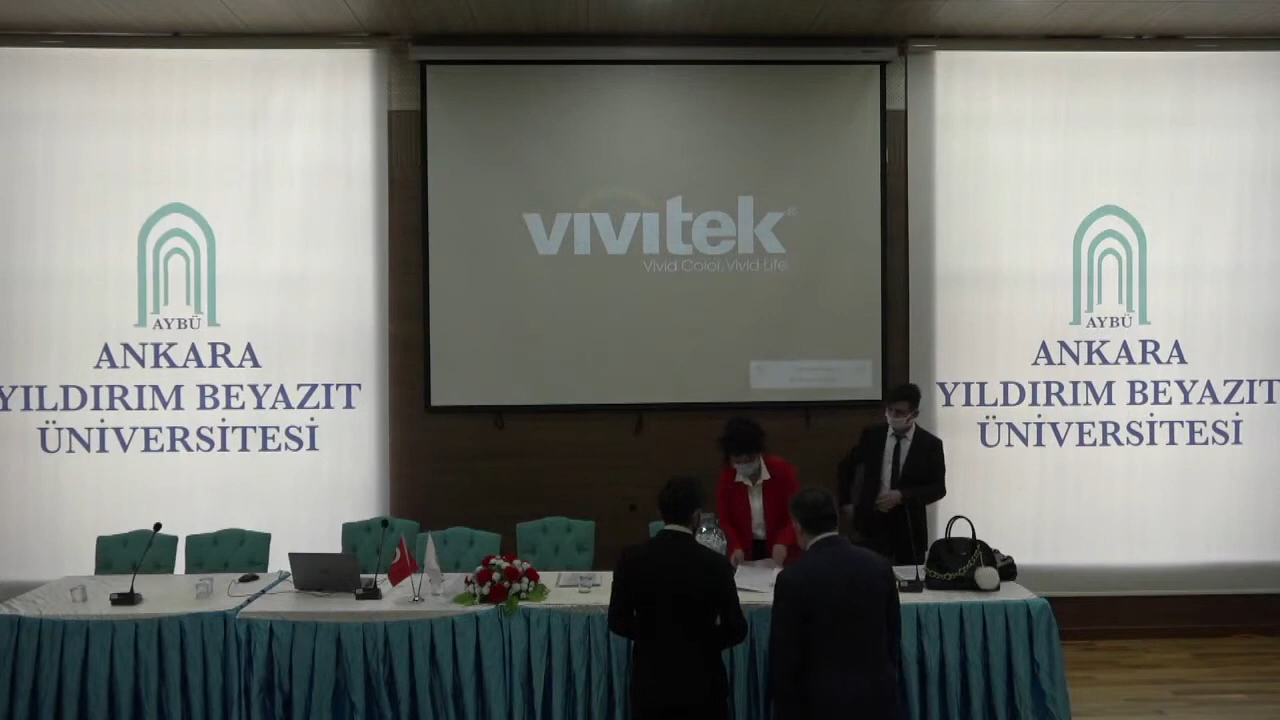 AYBÜ
ANKARA
YILDIRIM BEYAZIT
ÜNİVERSİTESİ
vivitek®
Vivid Color, Vivid Life
AYBÜ
ANKARA
YILDIRIM BEYAZIT
ÜNİVERSİTESİ